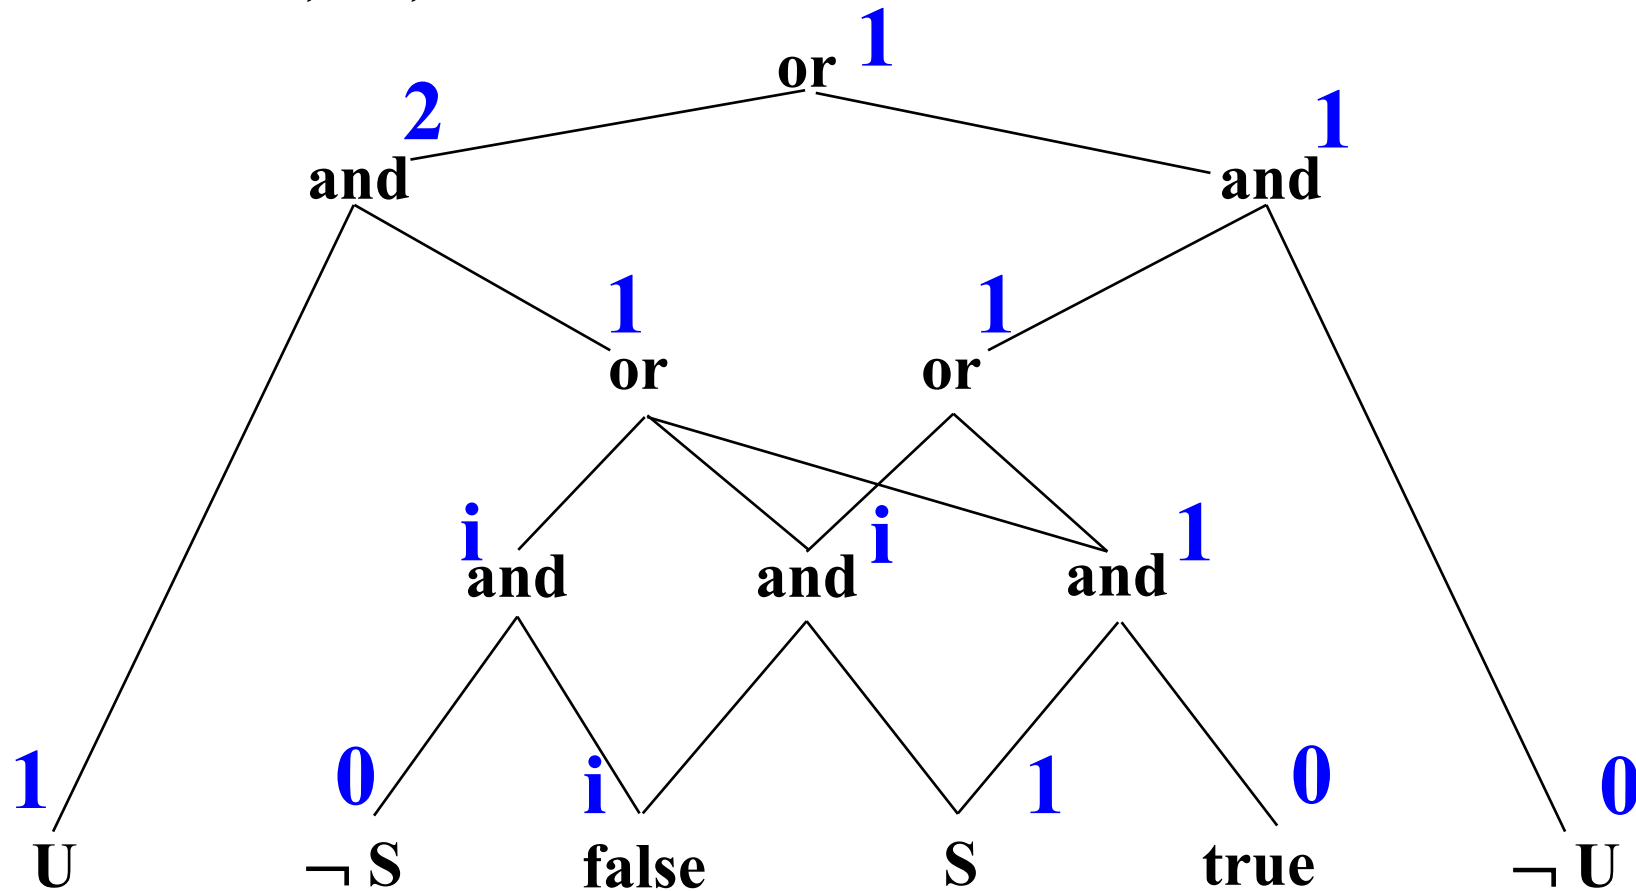 or 1
2 1
and and
1 1
or or
i i 1
and and and
1 0 i 1 0 0
U ¬ S false S true ¬ U